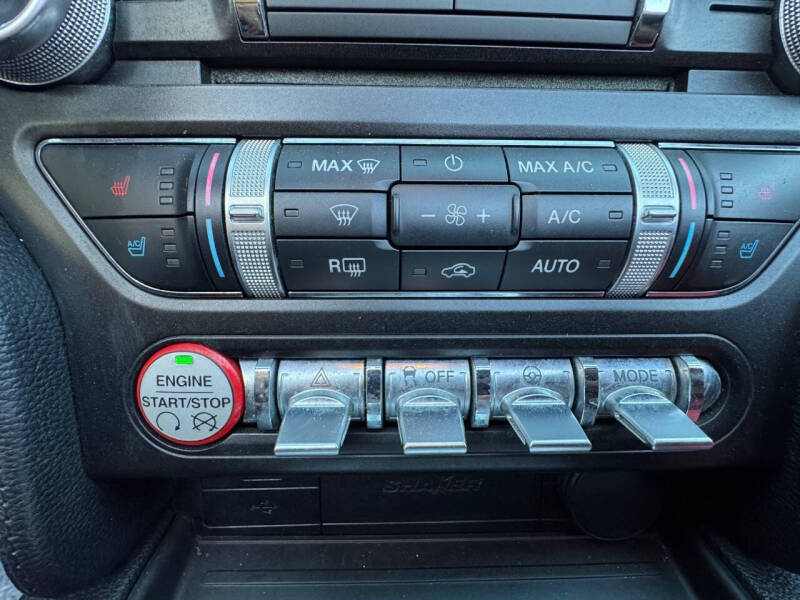 MAX
MAX A/C
A/C
- +
A/C
A/C
R
AUTO
ENGINE
START/STOP
OFF
MODE
SHAKER